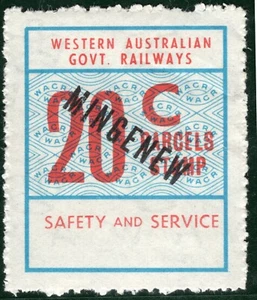 WESTERN AUSTRALIAN
GOVT. RAILWAYS
20c
MINGENEW
PARCELS
STAMP
SAFETY AND SERVICE